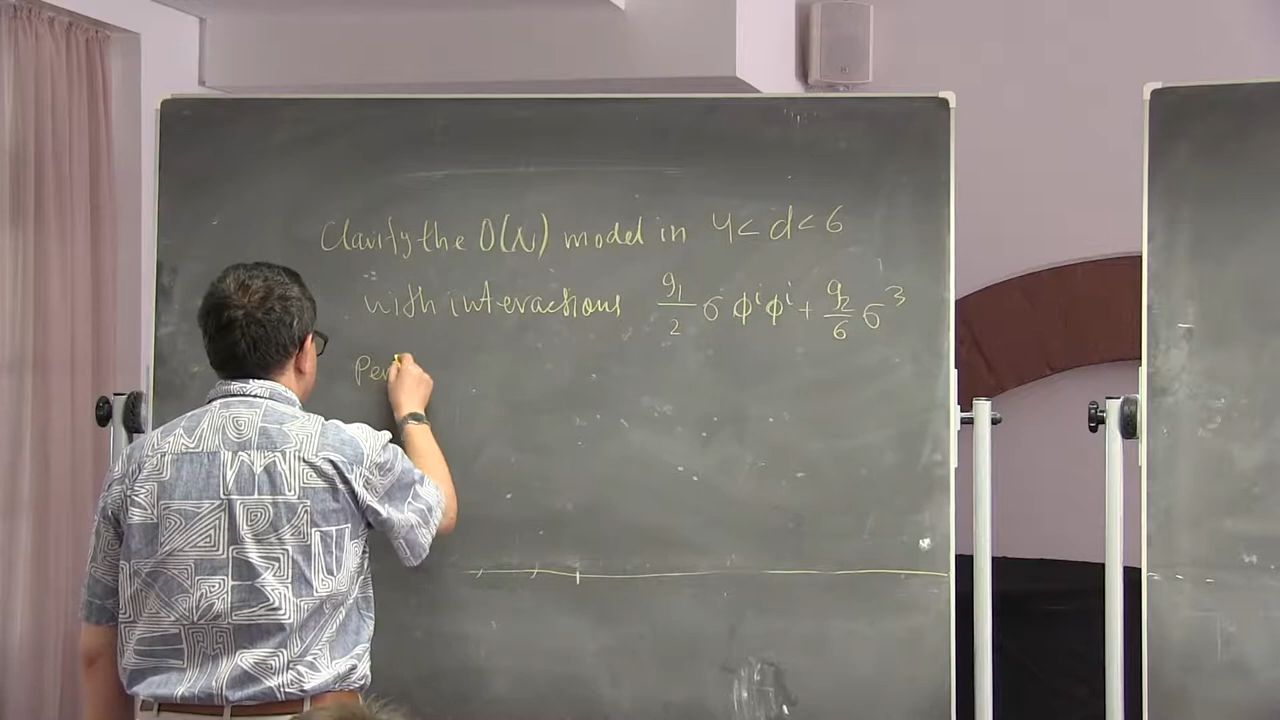 Clarify the O(N) model in 4 < d < 6
with interactions g₁/2 σ ϕⁱϕⁱ + g₂/6 σ³
Per